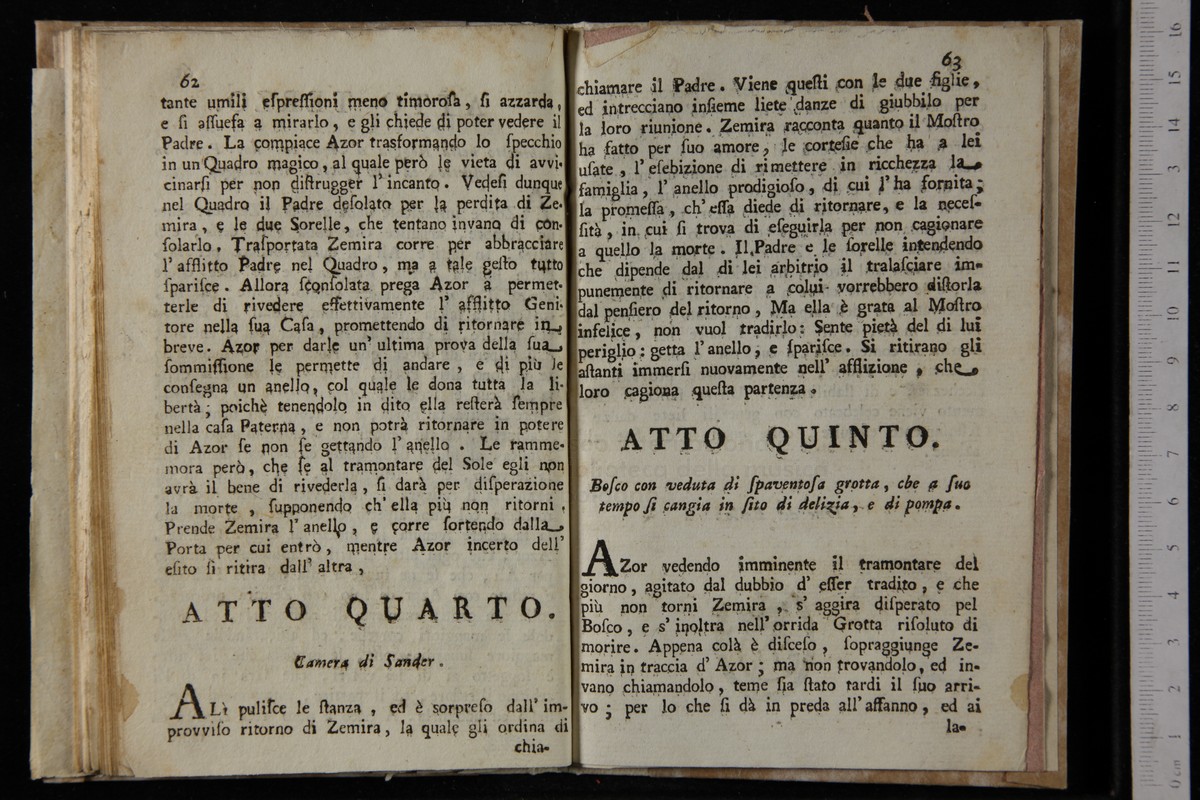 62
tante umili eſpreſſioni meno timoroſa, ſi azzarda,
e ſi aſſuefa a mirarlo, e gli chiede di poter vedere il
Padre. La compiace Azor trasformando lo ſpecchio
in un Quadro magico, al quale però le vieta di avvi-
cinarſi per non diſtrugger l'incanto. Vedeſi dunque
nel Quadro il Padre deſolato per la perdita di Ze-
mira, e le due Sorelle, che tentano invano di con-
ſolarlo. Traſportata Zemira corre per abbracciare
l'afflitto Padre nel Quadro, ma a tale geſto tutto
ſpariſce. Allora ſconſolata prega Azor a permet-
terle di rivedere effettivamente l'afflitto Geni-
tore nella ſua Caſa, promettendo di ritornare in
breve. Azor per darle un' ultima prova della ſua
ſommiſſione le permette di andare, e di più le
conſegna un anello, col quale le dona tutta la li-
bertà; poichè tenendolo in dito ella reſterà ſempre
nella caſa Paterna, e non potrà ritornare in potere
di Azor ſe non ſe gettando l'anello. Le ramme-
mora però, che ſe al tramontare del Sole egli non
avrà il bene di rivederla, ſi darà per diſperazione
la morte, ſupponendo ch'ella più non ritorni.
Prende Zemira l'anello, e corre ſortendo dalla
Porta per cui entrò, mentre Azor incerto dell'
eſito ſi ritira dall' altra,
ATTO QUARTO.
Camera di Sander.
ALì puliſce le ſtanza, ed è sorpreſo dall' im-
provviſo ritorno di Zemira, la quale gli ordina di
chia-
63
chiamare il Padre. Viene queſti con le due figlie,
ed intrecciano inſieme liete danze di giubbilo per
la loro riunione. Zemira racconta quanto il Moſtro
ha fatto per ſuo amore, le corteſie che ha a lei
uſate, l'eſebizione di rimettere in ricchezza la
famiglia, l'anello prodigioſo, di cui l'ha fornita;
la promeſſa, ch'eſſa diede di ritornare, e la neceſ-
ſità, in cui ſi trova di eſeguirla per non cagionare
a quello la morte. Il Padre e le ſorelle intendendo
che dipende dal di lei arbitrio il tralaſciare im-
punemente di ritornare a colui vorrebbero diſtorla
dal penſiero del ritorno, Ma ella è grata al Moſtro
infelice, non vuol tradirlo: Sente pietà del di lui
periglio: getta l'anello, e ſpariſce. Si ritirano gli
aſtanti immerſi nuovamente nell' afflizione, che
loro cagiona queſta partenza.
ATTO QUINTO.
Boſco con veduta di ſpaventoſa grotta, che a ſuo
tempo ſi cangia in ſito di delizia, e di pompa.
AZor vedendo imminente il tramontare del
giorno, agitato dal dubbio d' eſſer tradito, e che
più non torni Zemira, s' aggira diſperato pel
Boſco, e s' inoltra nell' orrida Grotta riſoluto di
morire. Appena colà è diſceſo, ſopraggiunge Ze-
mira in traccia d' Azor; ma non trovandolo, ed in-
vano chiamandolo, teme ſia ſtato tardi il ſuo arri-
vo; per lo che ſi dà in preda all' affanno, ed ai
la-
0 cm 1 2 3 4 5 6 7 8 9 10 11 12 13 14 15 16